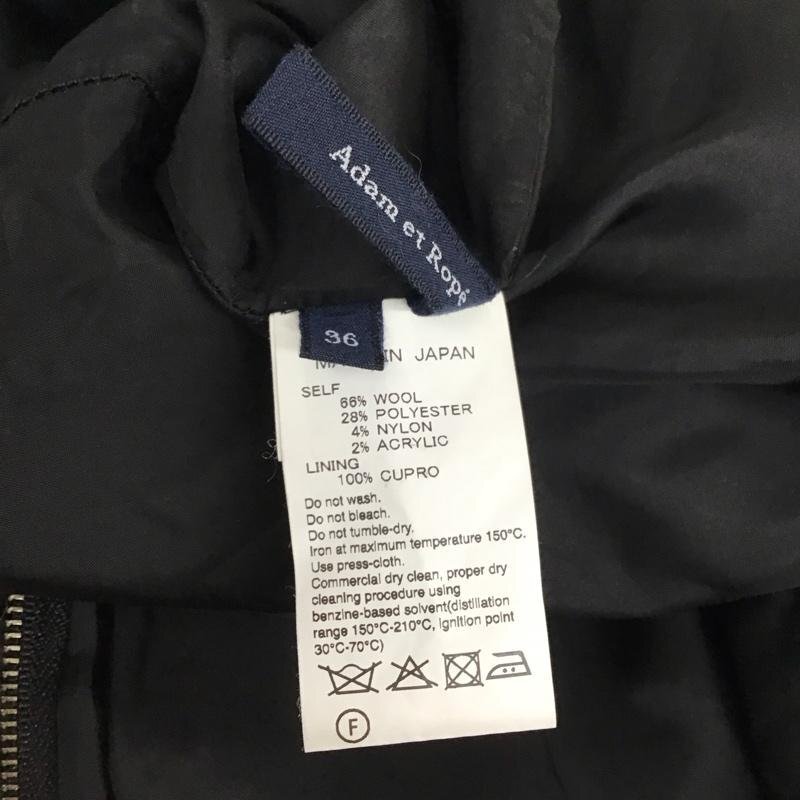 Adam et Ropé
36
IN JAPAN
SELF
66% WOOL
28% POLYESTER
4% NYLON
2% ACRYLIC
LINING
100% CUPRO
Do not wash.
Do not bleach.
Do not tumble-dry.
Iron at maximum temperature 150°C.
Use press-cloth.
Commercial dry clean, proper dry
cleaning procedure using
benzine-based solvent(distillation
range 150°C-210°C, ignition point
30°C-70°C)
F